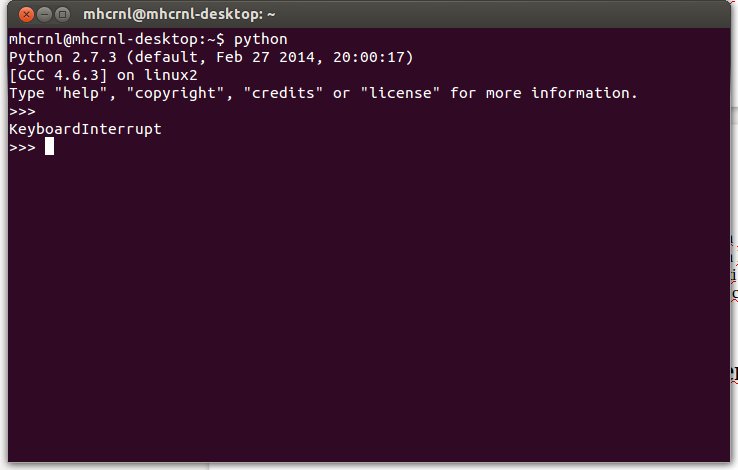 mhcrnl@mhcrnl-desktop: ~
mhcrnl@mhcrnl-desktop:~$ python
Python 2.7.3 (default, Feb 27 2014, 20:00:17)
[GCC 4.6.3] on linux2
Type "help", "copyright", "credits" or "license" for more information.
>>>
KeyboardInterrupt
>>>